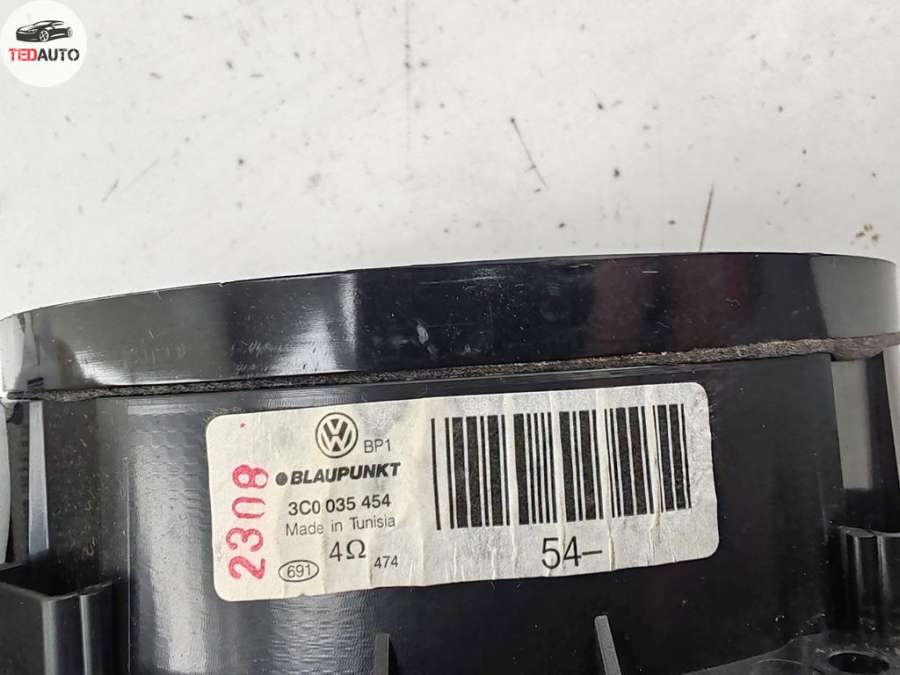 TEDAUTO
BP1
BLAUPUNKT
3C0 035 454
Made in Tunisia
4Ω
691
474
2308
54-